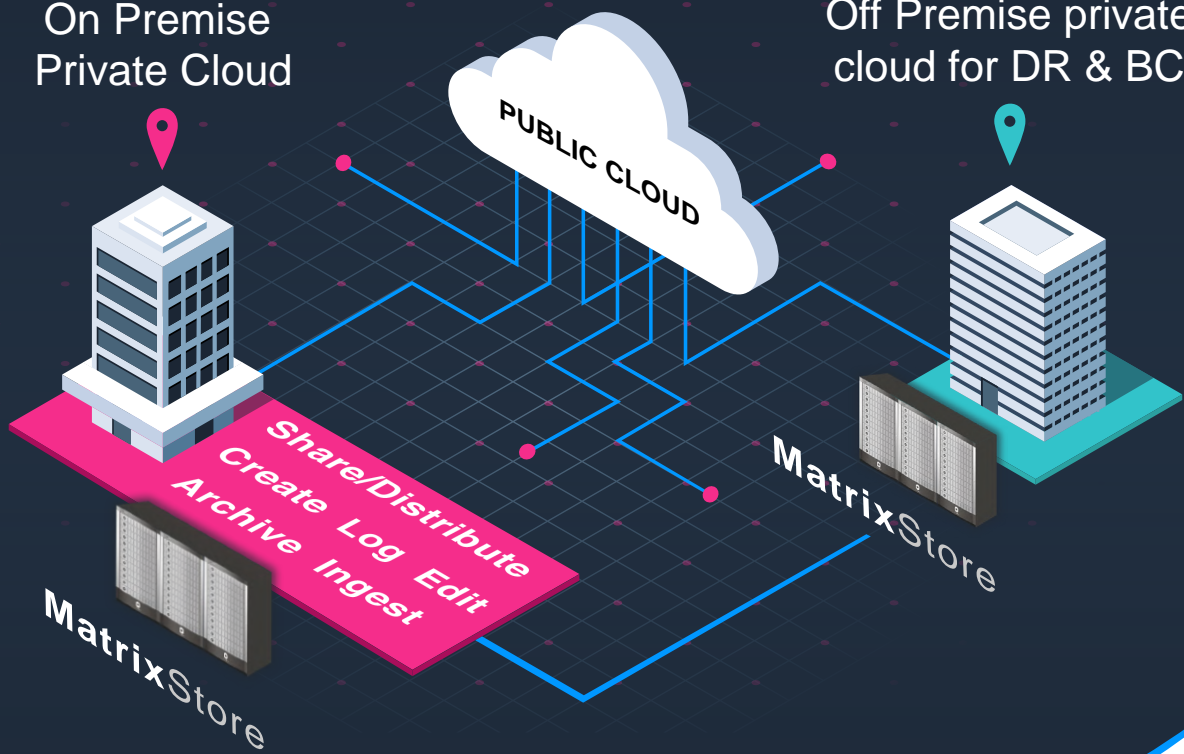 On Premise
Private Cloud
Off Premise private
cloud for DR & BC
PUBLIC CLOUD
Share/Distribute
Create Log Edit
Archive Ingest
MatrixStore
MatrixStore